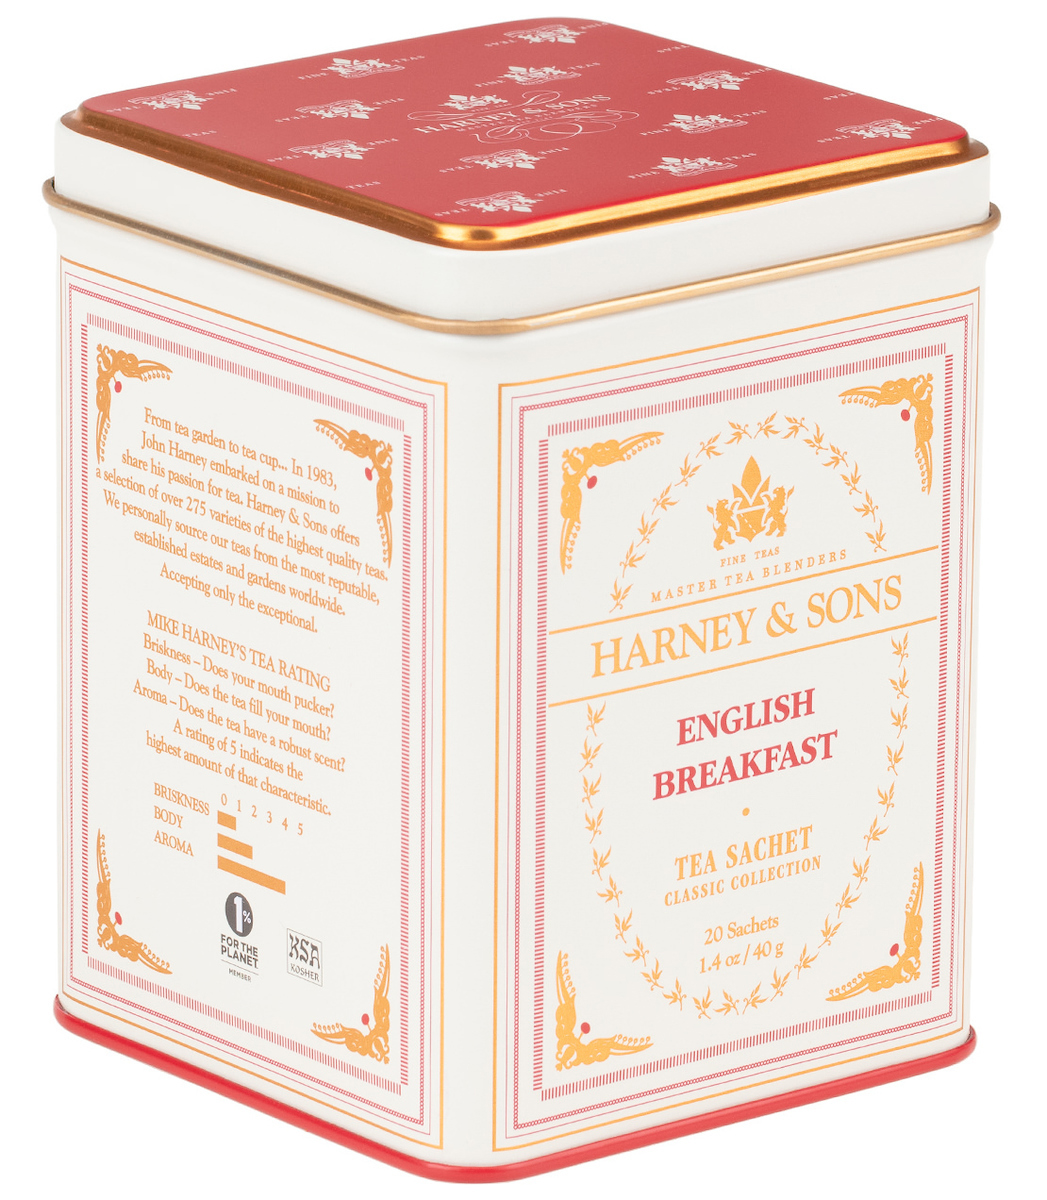 HARNEY & SONS
From tea garden to tea cup... In 1983,
John Harney embarked on a mission to
share his passion for tea. Harney & Sons offers
a selection of over 275 varieties of the highest quality teas.
We personally source our teas from the most reputable,
established estates and gardens worldwide.
Accepting only the exceptional.
MIKE HARNEY'S TEA RATING
Briskness – Does your mouth pucker?
Body – Does the tea fill your mouth?
Aroma – Does the tea have a robust scent?
A rating of 5 indicates the
highest amount of that characteristic.
0 1 2 3 4 5
BRISKNESS
BODY
AROMA
1%
FOR THE
PLANET
MEMBER
KSA
KOSHER
FINE TEAS
MASTER TEA BLENDERS
HARNEY & SONS
ENGLISH
BREAKFAST
TEA SACHET
CLASSIC COLLECTION
20 Sachets
1.4 oz / 40 g